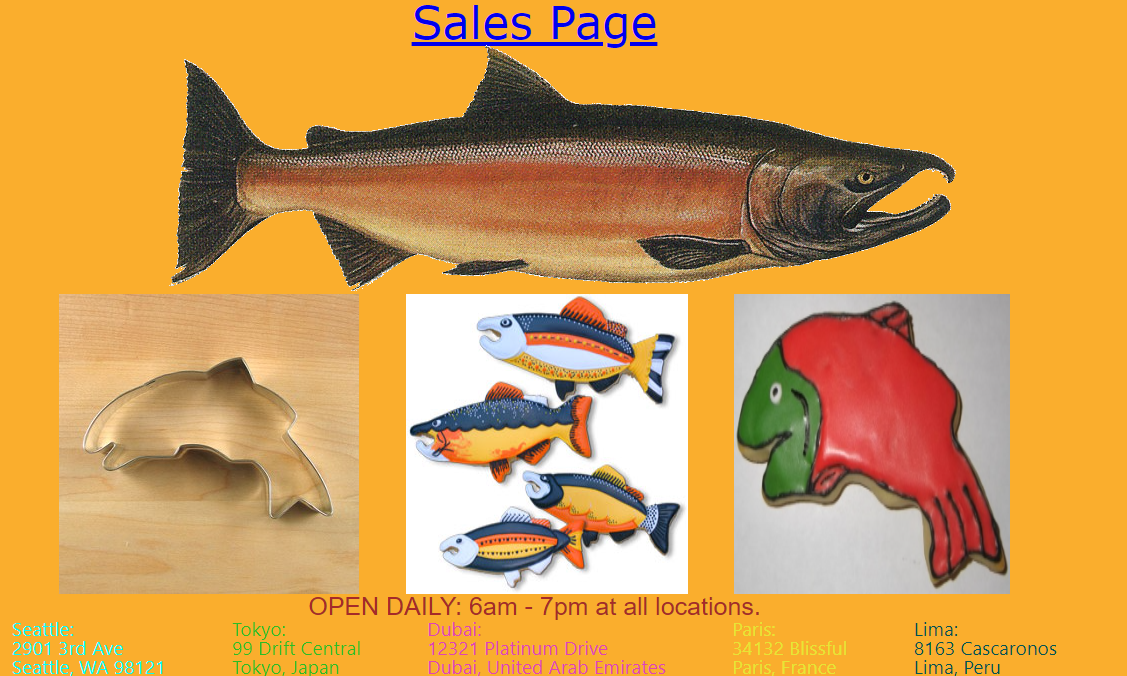 Sales Page
OPEN DAILY: 6am - 7pm at all locations.
Seattle:
2901 3rd Ave
Seattle, WA 98121
Tokyo:
99 Drift Central
Tokyo, Japan
Dubai:
12321 Platinum Drive
Dubai, United Arab Emirates
Paris:
34132 Blissful
Paris, France
Lima:
8163 Cascaronos
Lima, Peru